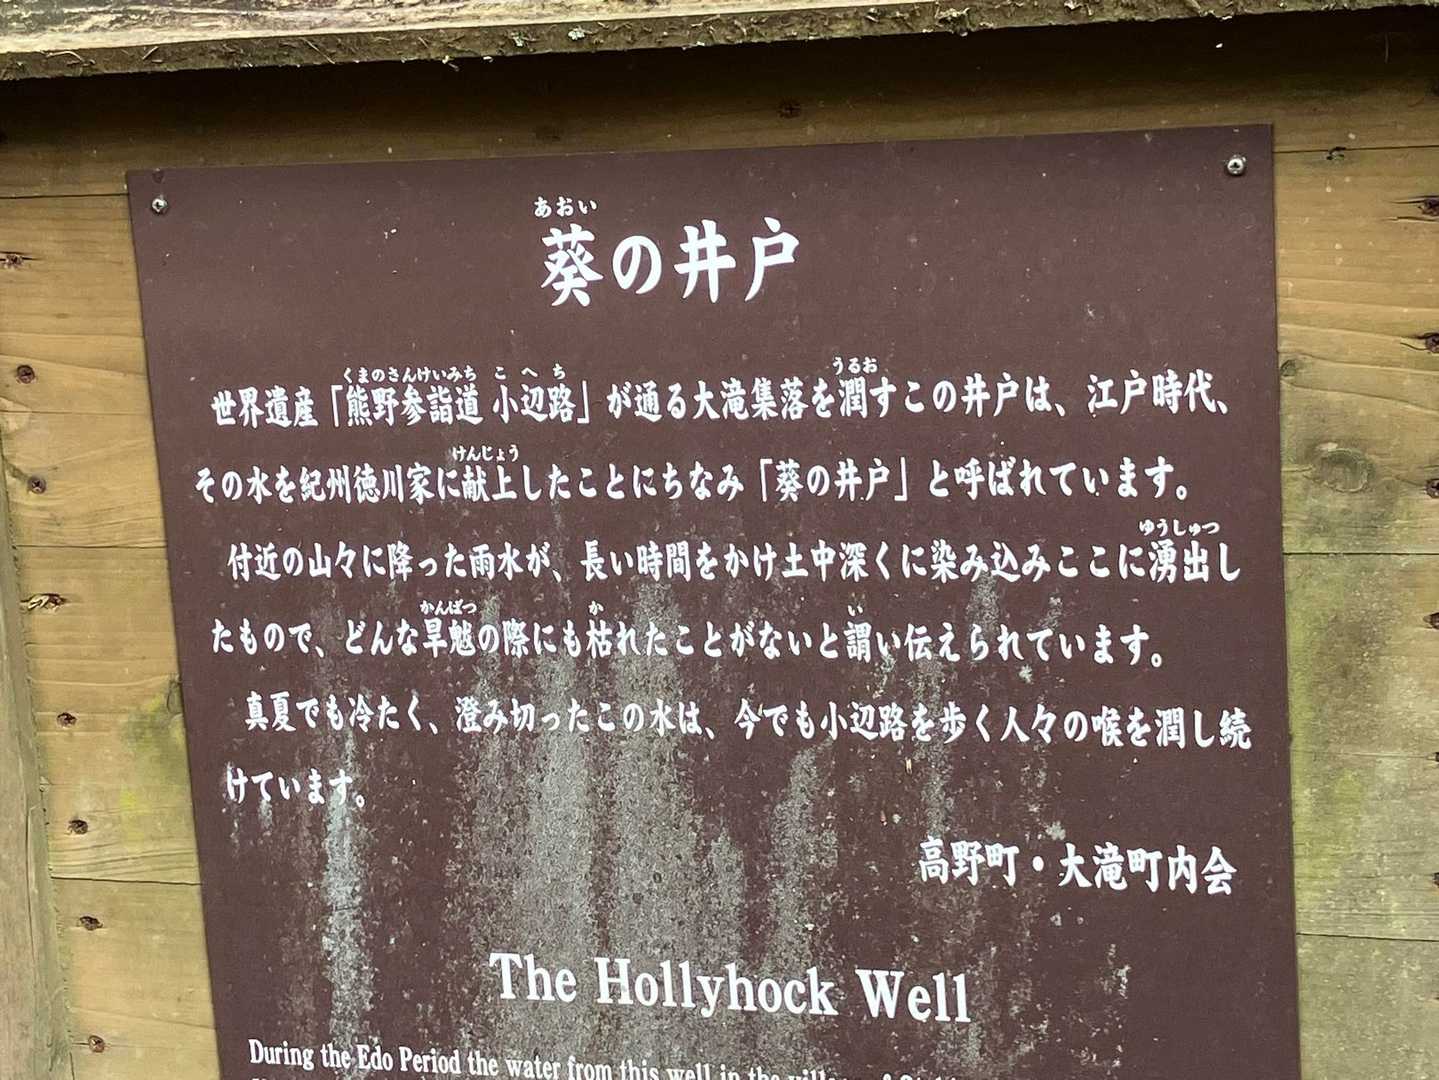 あおい
葵の井戸
くまのさんけいみち こへち うるお
世界遺産「熊野参詣道 小辺路」が通る大滝集落を潤すこの井戸は、江戸時代、
けんじょう
その水を紀州徳川家に献上したことにちなみ「葵の井戸」と呼ばれています。
ゆうしゅつ
付近の山々に降った雨水が、長い時間をかけ土中深くに染み込みここに湧出し
かんばつ か い
たもので、どんな旱魃の際にも枯れたことがないと謂い伝えられています。
真夏でも冷たく、澄み切ったこの水は、今でも小辺路を歩く人々の喉を潤し続
けています。
高野町・大滝町内会
The Hollyhock Well
During the Edo Period the water from this well in the